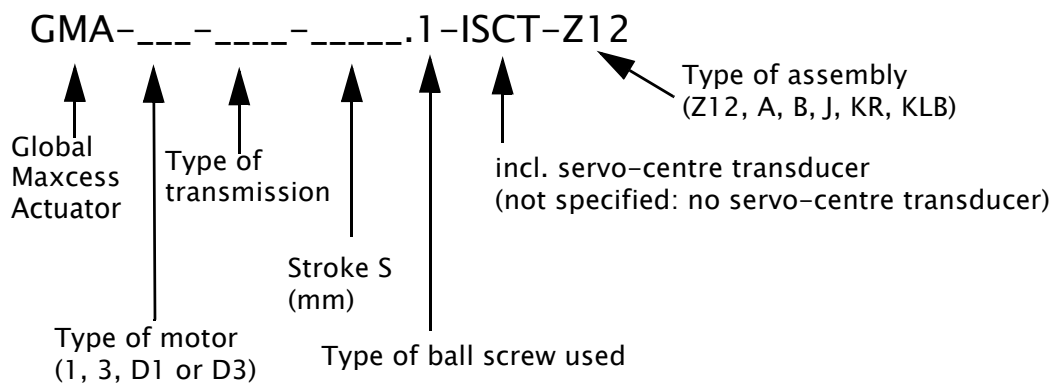 GMA-___-____-_____.1-ISCT-Z12
Type of assembly
(Z12, A, B, J, KR, KLB)
Global
Maxcess
Actuator
Type of
transmission
incl. servo-centre transducer
(not specified: no servo-centre transducer)
Stroke S
(mm)
Type of motor
(1, 3, D1 or D3)
Type of ball screw used